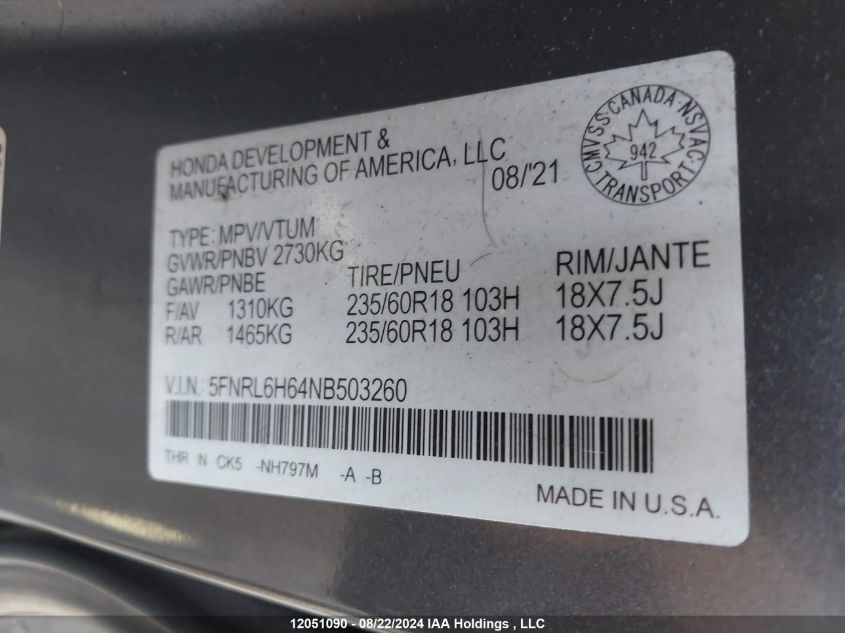 HONDA DEVELOPMENT &
MANUFACTURING OF AMERICA, LLC
08/'21
CMVSS·CANADA·NSVAC
942
TRANSPORT
TYPE: MPV/VTUM
GVWR/PNBV 2730KG
GAWR/PNBE TIRE/PNEU RIM/JANTE
F/AV 1310KG 235/60R18 103H 18X7.5J
R/AR 1465KG 235/60R18 103H 18X7.5J
V.I.N. 5FNRL6H64NB503260
THR N CK5 -NH797M -A -B
MADE IN U.S.A.
12051090 - 08/22/2024 IAA Holdings , LLC